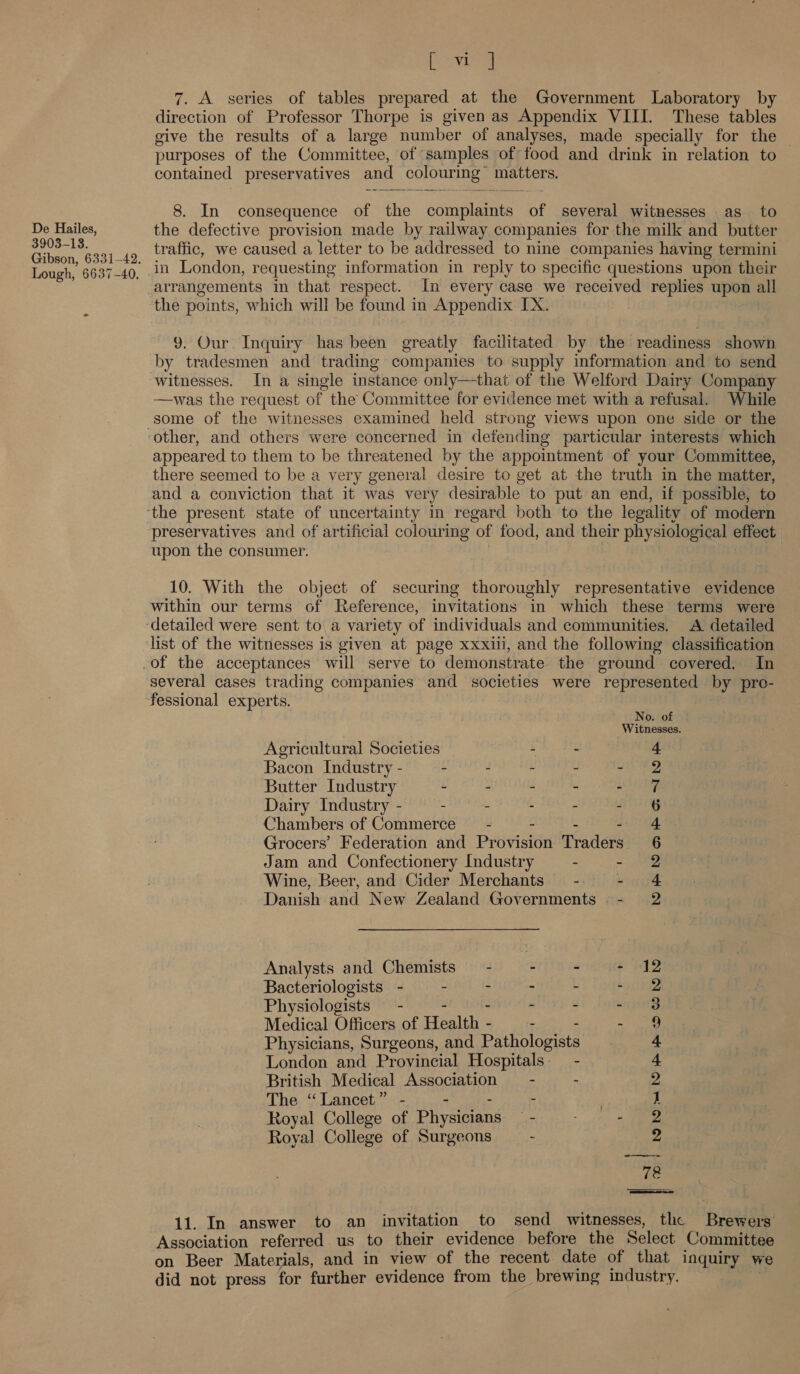 [ vi ]
7. A series of tables prepared at the Government Laboratory by
direction of Professor Thorpe is given as Appendix VIII. These tables
give the results of a large number of analyses, made specially for the
purposes of the Committee, of samples of food and drink in relation to
contained preservatives and colouring matters.
8. In consequence of the complaints of several witnesses as to
the defective provision made by railway companies for the milk and butter
traffic, we caused a letter to be addressed to nine companies having termini
in London, requesting information in reply to specific questions upon their
arrangements in that respect. In every case we received replies upon all
the points, which will be found in Appendix IX.
De Hailes,
3903-13.
Gibson, 6331-42.
Lough, 6637-40.
9. Our Inquiry has been greatly facilitated by the readiness shown
by tradesmen and trading companies to supply information and to send
witnesses. In a single instance only—that of the Welford Dairy Company
—was the request of the Committee for evidence met with a refusal. While
some of the witnesses examined held strong views upon one side or the
other, and others were concerned in defending particular interests which
appeared to them to be threatened by the appointment of your Committee,
there seemed to be a very general desire to get at the truth in the matter,
and a conviction that it was very desirable to put an end, if possible, to
the present state of uncertainty in regard both to the legality of modern
preservatives and of artificial colouring of food, and their physiological effect
upon the consumer.
10. With the object of securing thoroughly representative evidence
within our terms of Reference, invitations in which these terms were
detailed were sent to a variety of individuals and communities. A detailed
list of the witnesses is given at page xxxiii, and the following classification
of the acceptances will serve to demonstrate the ground covered. In
several cases trading companies and societies were represented by pro-
fessional experts.
No. of
Witnesses.
Agricultural Societies - - 4
Bacon Industry - - - - - - 2
Butter Industry - - - - - 7
Dairy Industry - - - - - - 6
Chambers of Commerce - - - - 4
Grocers' Federation and Provision Traders 6
Jam and Confectionery Industry - - 2
Wine, Beer, and Cider Merchants - - 4
Danish and New Zealand Governments - 2
Analysts and Chemists - - - - 12
Bacteriologists - - - - - - 2
Physiologists - - - - - - 3
Medical Officers of Health - - - - 9
Physicians, Surgeons, and Pathologists 4
London and Provincial Hospitals - 4
British Medical Association - - 2
The "Lancet" - - - - 1
Royal College of Physicians - - - 2
Royal College of Surgeons - 2
78
11. In answer to an invitation to send witnesses, the Brewers
Association referred us to their evidence before the Select Committee
on Beer Materials, and in view of the recent date of that inquiry we
did not press for further evidence from the brewing industry.